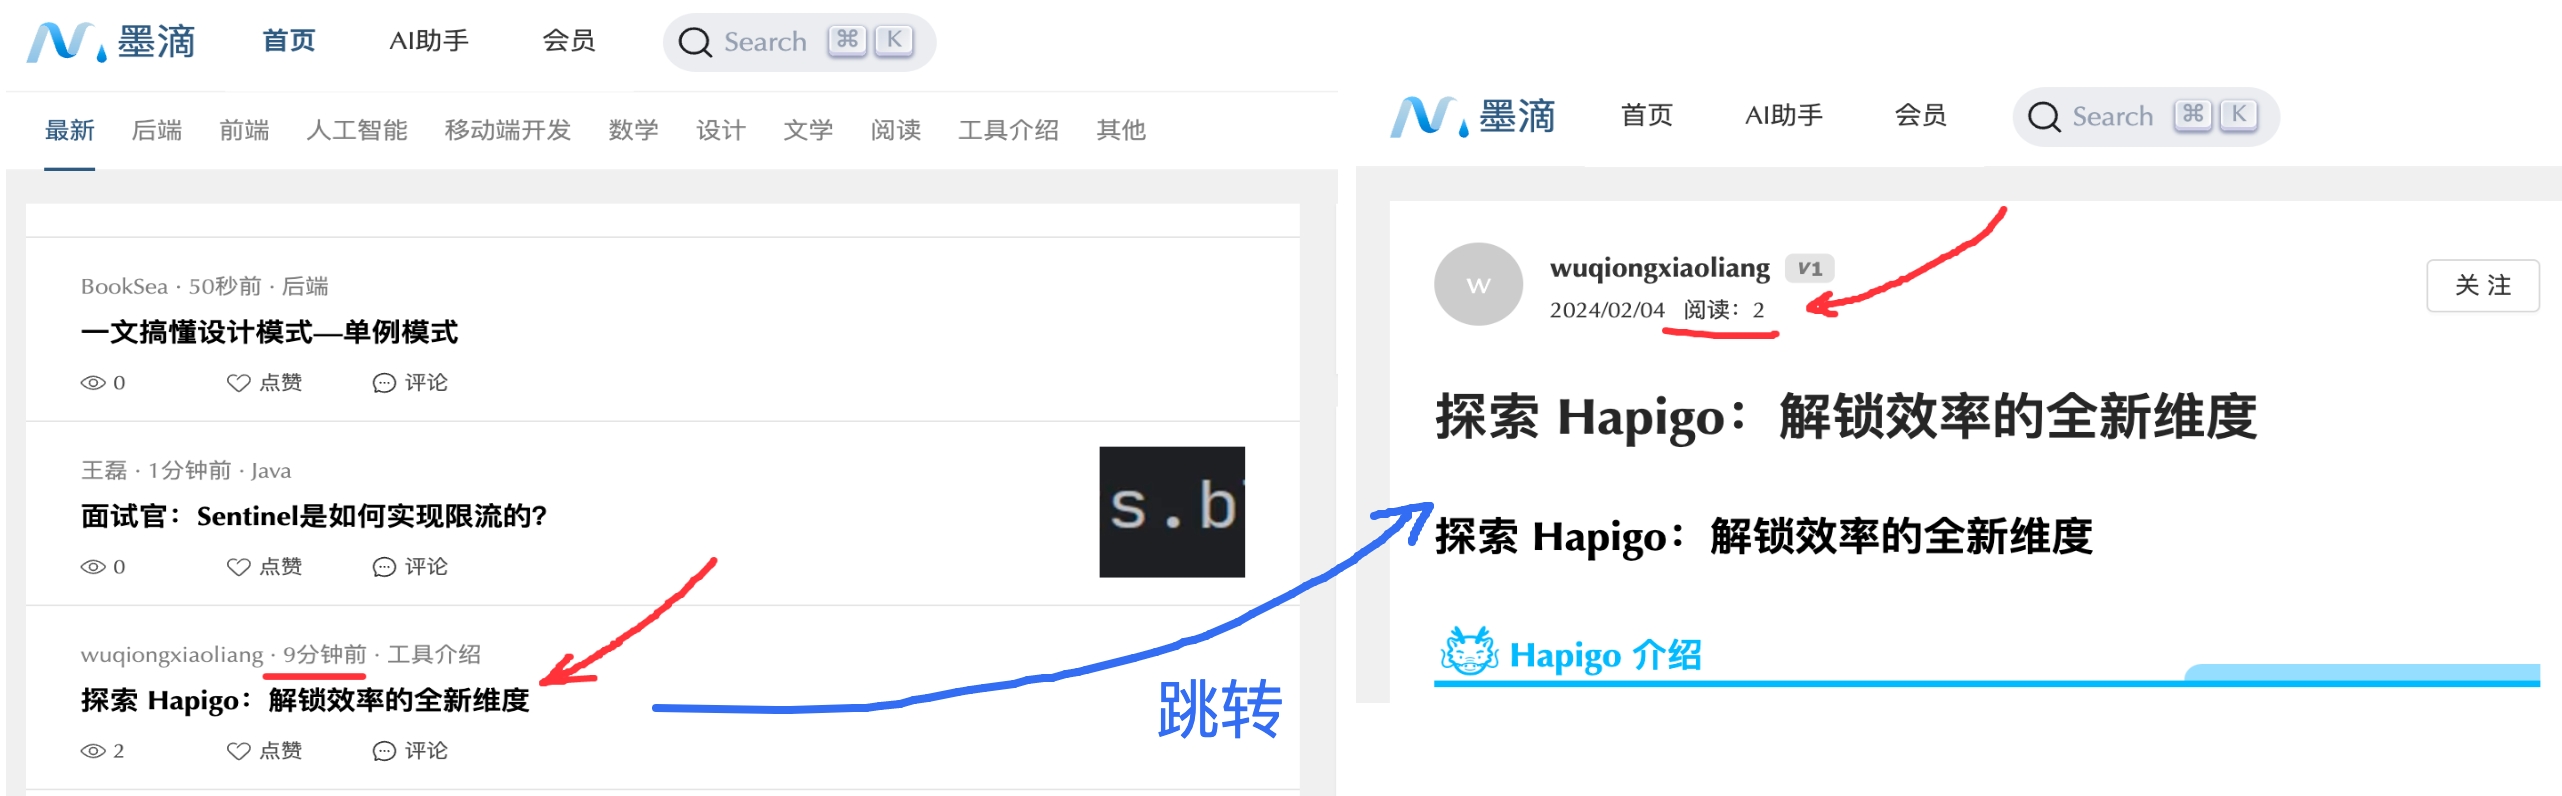 墨滴 首页 AI助手 会员 Search ⌘ K
最新 后端 前端 人工智能 移动端开发 数学 设计 文学 阅读 工具介绍 其他
BookSea · 50秒前 · 后端
一文搞懂设计模式—单例模式
0 点赞 评论
王磊 · 1分钟前 · Java
面试官：Sentinel是如何实现限流的?
0 点赞 评论
s.b
wuqiongxiaoliang · 9分钟前 · 工具介绍
探索 Hapigo：解锁效率的全新维度
2 点赞 评论
跳转
墨滴 首页 AI助手 会员 Search ⌘ K
W
wuqiongxiaoliang V1
2024/02/04 阅读：2
关 注
探索 Hapigo：解锁效率的全新维度
探索 Hapigo：解锁效率的全新维度
Hapigo 介绍